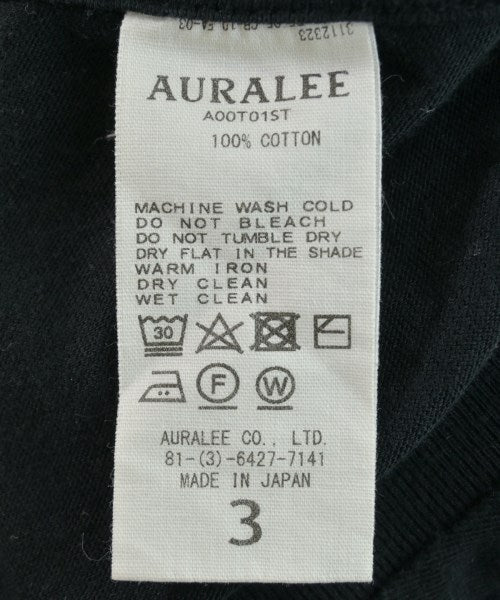 3112323
AURALEE
A00T01ST
100% COTTON
MACHINE WASH COLD
DO NOT BLEACH
DO NOT TUMBLE DRY
DRY FLAT IN THE SHADE
WARM IRON
DRY CLEAN
WET CLEAN
30
F W
AURALEE CO., LTD.
81-(3)-6427-7141
MADE IN JAPAN
3